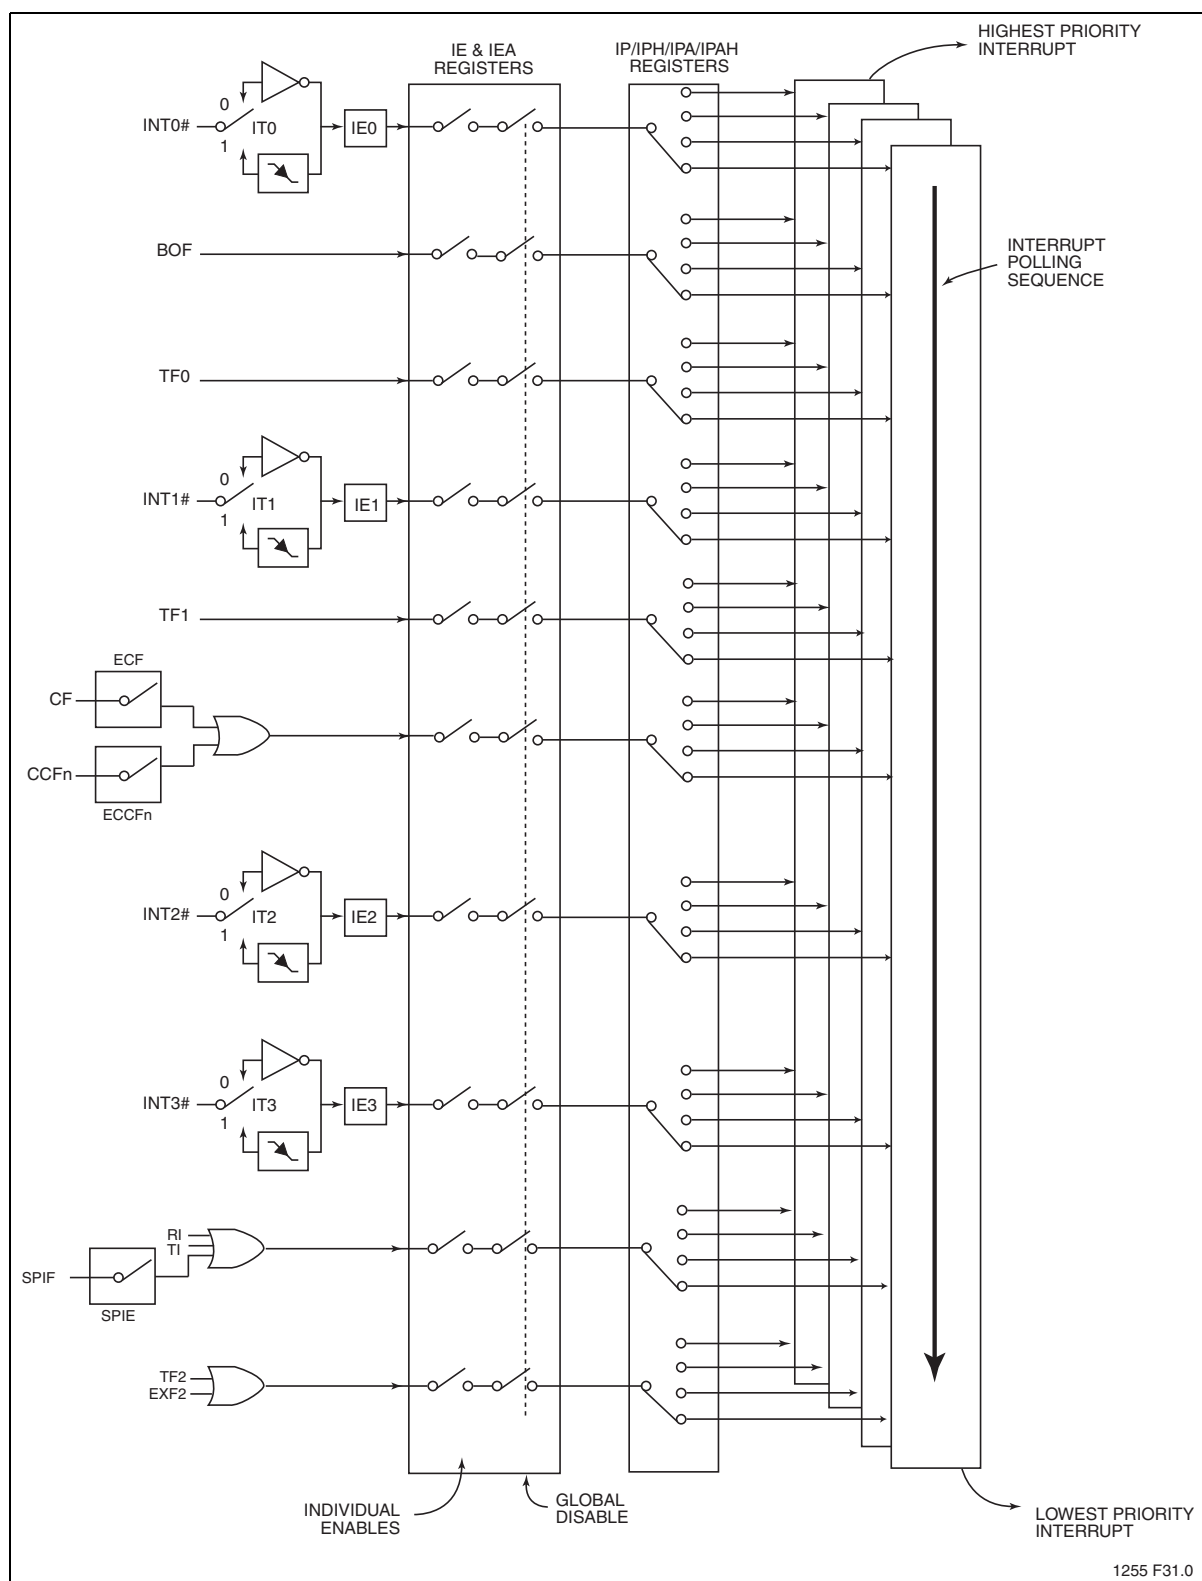 HIGHEST PRIORITY
INTERRUPT
IE & IEA
REGISTERS
IP/IPH/IPA/IPAH
REGISTERS
0
INT0#
IT0
1
IE0
BOF
INTERRUPT
POLLING
SEQUENCE
TF0
0
INT1#
IT1
1
IE1
TF1
ECF
CF
CCFn
ECCFn
0
INT2#
IT2
1
IE2
0
INT3#
IT3
1
IE3
RI
TI
SPIF
SPIE
TF2
EXF2
INDIVIDUAL
ENABLES
GLOBAL
DISABLE
LOWEST PRIORITY
INTERRUPT
1255 F31.0